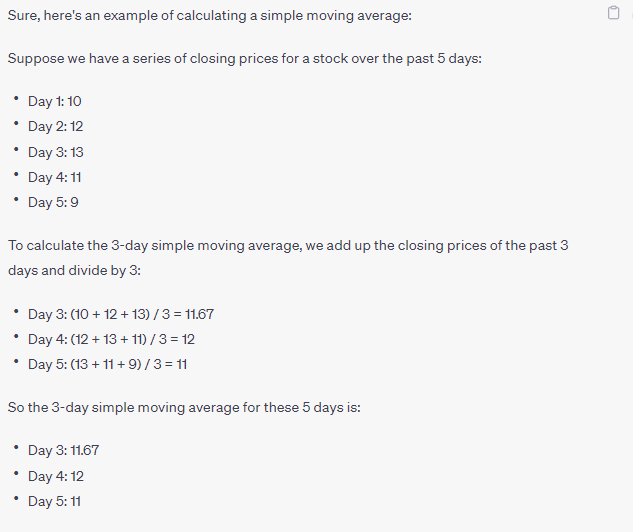 Sure, here's an example of calculating a simple moving average:
Suppose we have a series of closing prices for a stock over the past 5 days:
• Day 1: 10
• Day 2: 12
• Day 3: 13
• Day 4: 11
• Day 5: 9
To calculate the 3-day simple moving average, we add up the closing prices of the past 3
days and divide by 3:
• Day 3: (10 + 12 + 13) / 3 = 11.67
• Day 4: (12 + 13 + 11) / 3 = 12
• Day 5: (13 + 11 + 9) / 3 = 11
So the 3-day simple moving average for these 5 days is:
• Day 3: 11.67
• Day 4: 12
• Day 5: 11